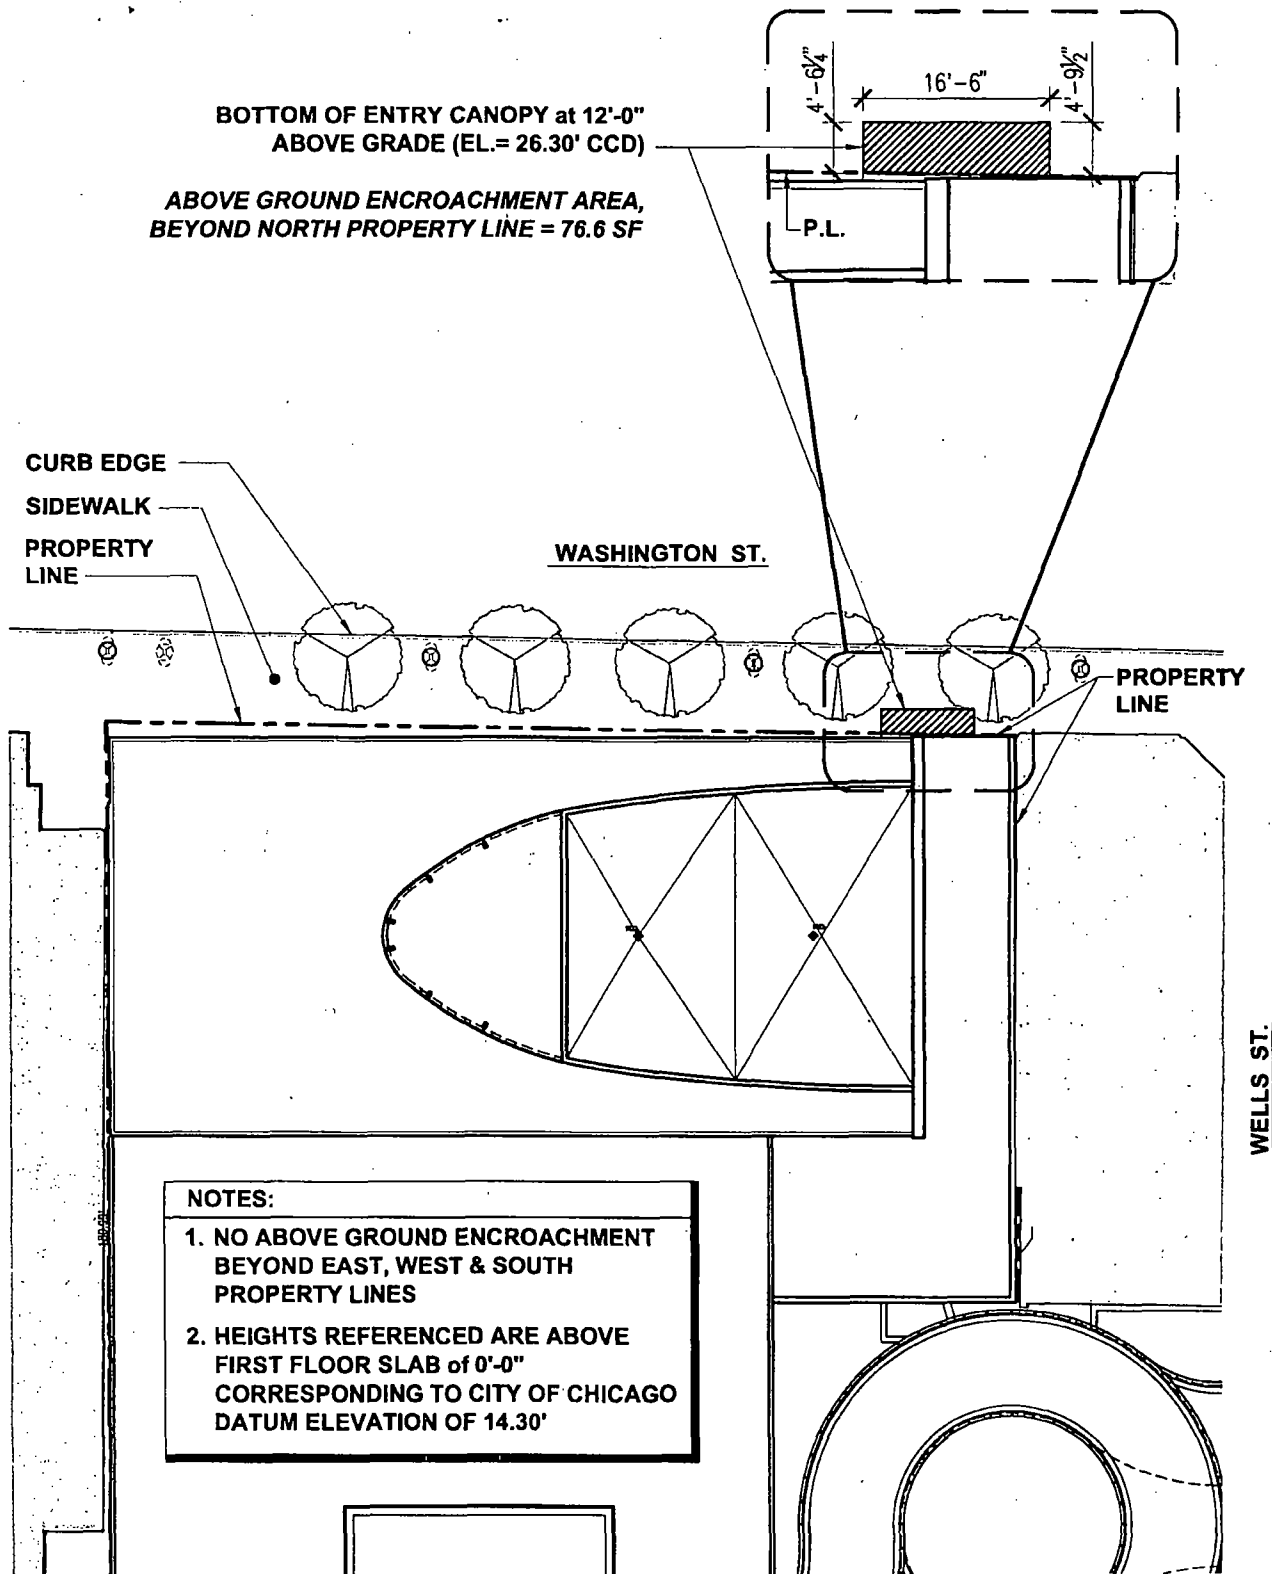 4'-6¼"
16'-6"
4'-9½"
BOTTOM OF ENTRY CANOPY at 12'-0"
ABOVE GRADE (EL.= 26.30' CCD)
ABOVE GROUND ENCROACHMENT AREA,
BEYOND NORTH PROPERTY LINE = 76.6 SF
P.L.
CURB EDGE
SIDEWALK
PROPERTY
LINE
WASHINGTON ST.
PROPERTY
LINE
WELLS ST.
NOTES:
1. NO ABOVE GROUND ENCROACHMENT
BEYOND EAST, WEST & SOUTH
PROPERTY LINES
2. HEIGHTS REFERENCED ARE ABOVE
FIRST FLOOR SLAB of 0'-0"
CORRESPONDING TO CITY OF CHICAGO
DATUM ELEVATION OF 14.30'